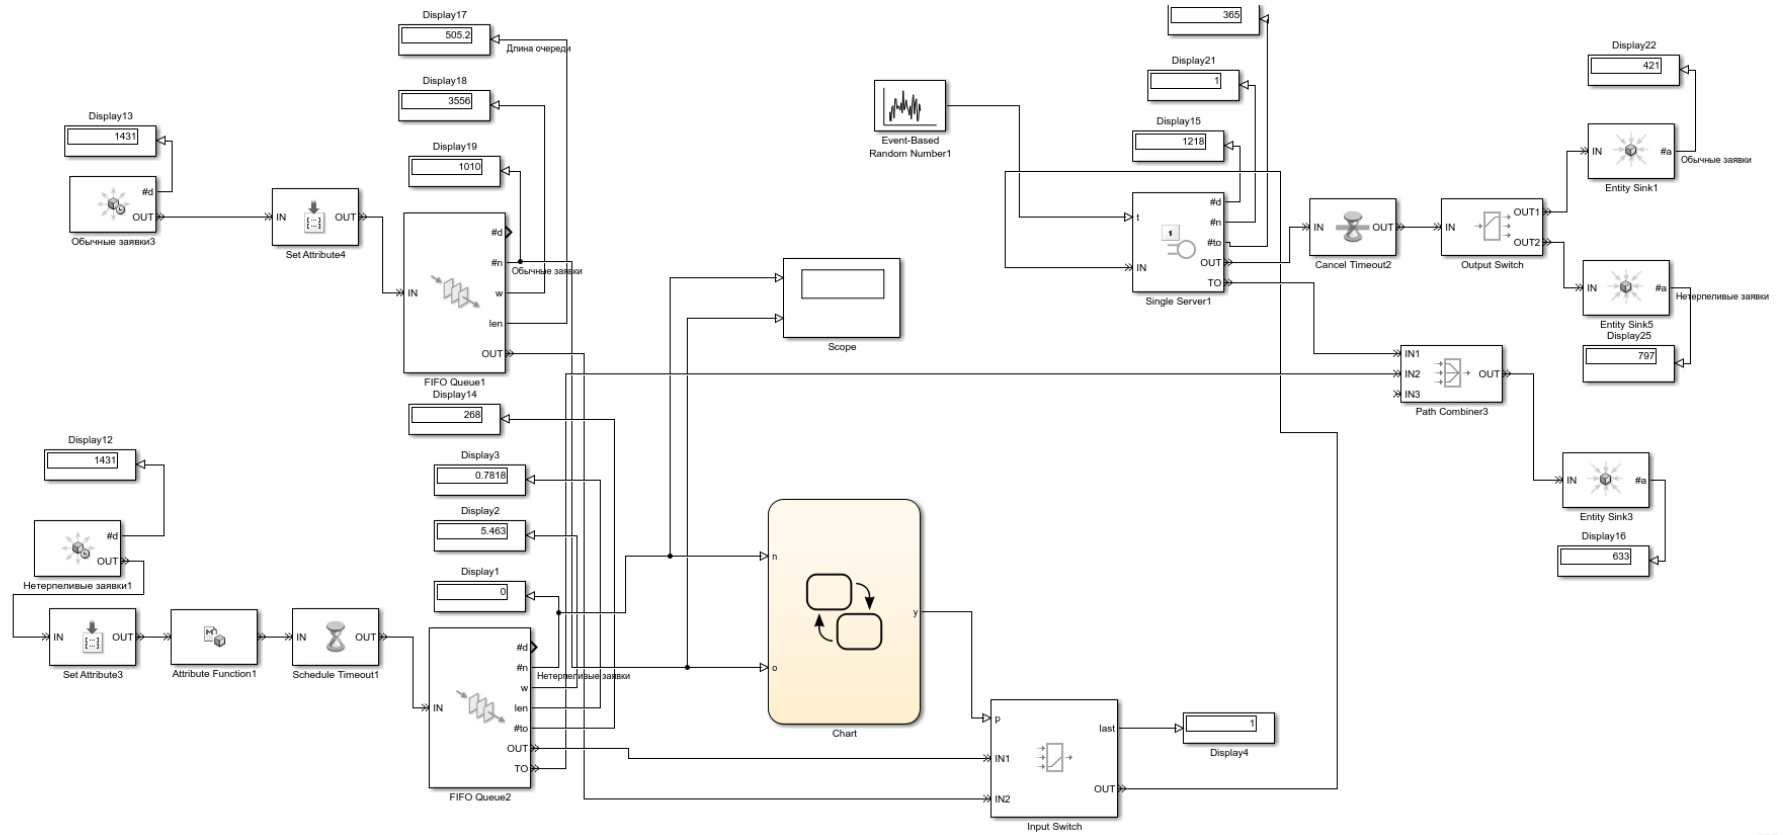 Display17
505.2
Длина очереди
Display18
3556
Display19
1010
Display13
1431
#d
OUT
Обычные заявки3
IN
OUT
Set Attribute4
#d
#n
Обычные заявки
IN
w
len
OUT
FIFO Queue1
Display14
268
Display12
1431
#d
OUT
Нетерпеливые заявки1
IN
OUT
Set Attribute3
Attribute Function1
IN
OUT
Schedule Timeout1
Display3
0.7818
Display2
5.463
Display1
0
#d
#n
Нетерпеливые заявки
w
IN
len
#to
OUT
TO
FIFO Queue2
Scope
n
y
o
Chart
p
last
IN1
IN2
OUT
Input Switch
1
Display4
365
Display21
1
Event-Based
Random Number1
Display15
1218
t
#d
#n
#to
IN
OUT
TO
Single Server1
IN
OUT
Cancel Timeout2
IN
OUT1
OUT2
Output Switch
Display22
421
IN
#a
Обычные заявки
Entity Sink1
IN
#a
Нетерпеливые заявки
Entity Sink5
Display25
797
IN1
IN2
OUT
IN3
Path Combiner3
IN
#a
Entity Sink3
Display16
633